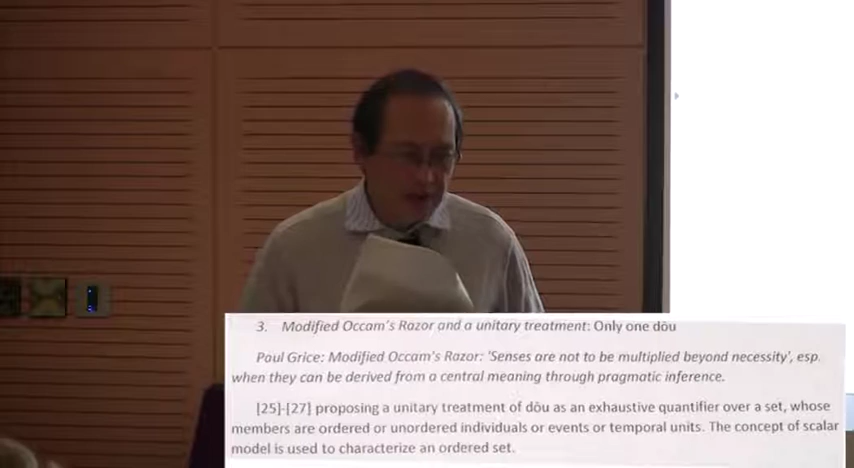 3. Modified Occam's Razor and a unitary treatment: Only one dōu
Paul Grice: Modified Occam's Razor: 'Senses are not to be multiplied beyond necessity', esp.
when they can be derived from a central meaning through pragmatic inference.
[25]-[27] proposing a unitary treatment of dōu as an exhaustive quantifier over a set, whose
members are ordered or unordered individuals or events or temporal units. The concept of scalar
model is used to characterize an ordered set.